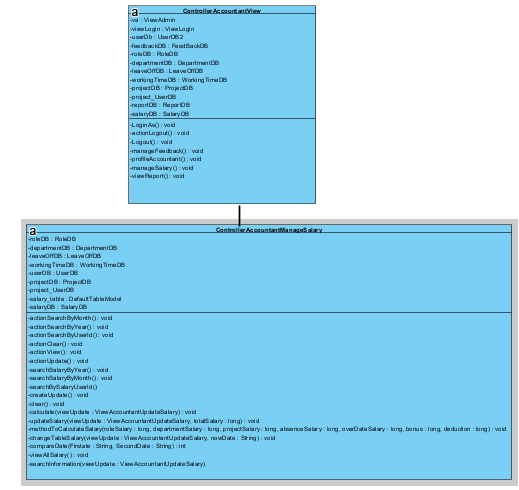 a
ControllerAccountantView
-va : ViewAdmin
-viewLogin : ViewLogin
-userDb : UserDB2
-feedbackDB : FeedBackDB
-roleDB : RoleDB
-departmentDB : DepartmentDB
-leaveOffDB : LeaveOffDB
-workingTimeDB : WorkingTimeDB
-projectDB : ProjectDB
-project_UserDB
-reportDB : ReportDB
-salaryDB : SalaryDB
-LoginAs() : void
-actionLogout() : void
-Logout() : void
-manageFeedback() : void
-profileAccountant() : void
-manageSalary() : void
-viewReport() : void
a
ControllerAccountantManageSalary
-roleDB : RoleDB
-departmentDB : DepartmentDB
-leaveOffDB : LeaveOffDB
-workingTimeDB : WorkingTimeDB
-userDB : UserDB
-projectDB : ProjectDB
-project_UserDB
-salary_table : DefaultTableModel
-salaryDB : SalaryDB
-actionSearchByMonth() : void
-actionSearchByYear() : void
-actionSearchByUserId() : void
-actionClear() : void
-actionView() : void
-actionUpdate() : void
-searchSalaryByYear() : void
-searchSalaryByMonth() : void
-searchBySalaryUserId()
-createUpdate() : void
-clear() : void
-calculate(viewUpdate : ViewAccountantUpdateSalary) : void
-updateSalary(viewUpdate : ViewAccountantUpdateSalary, totalSalary : long) : void
-methodToCalculateSalary(roleSalary : long, departmentSalary : long, projectSalary : long, absenceSalary : long, overDateSalary : long, bonus : long, deduction : long) : void
-changeTableSalary(viewUpdate : ViewAccountantUpdateSalary, nowDate : String) : void
-compareDate(Firstate : String, SecondDate : String) : int
-viewAllSalary() : void
-searchInformation(viewUpdate : ViewAccountantUpdateSalary)